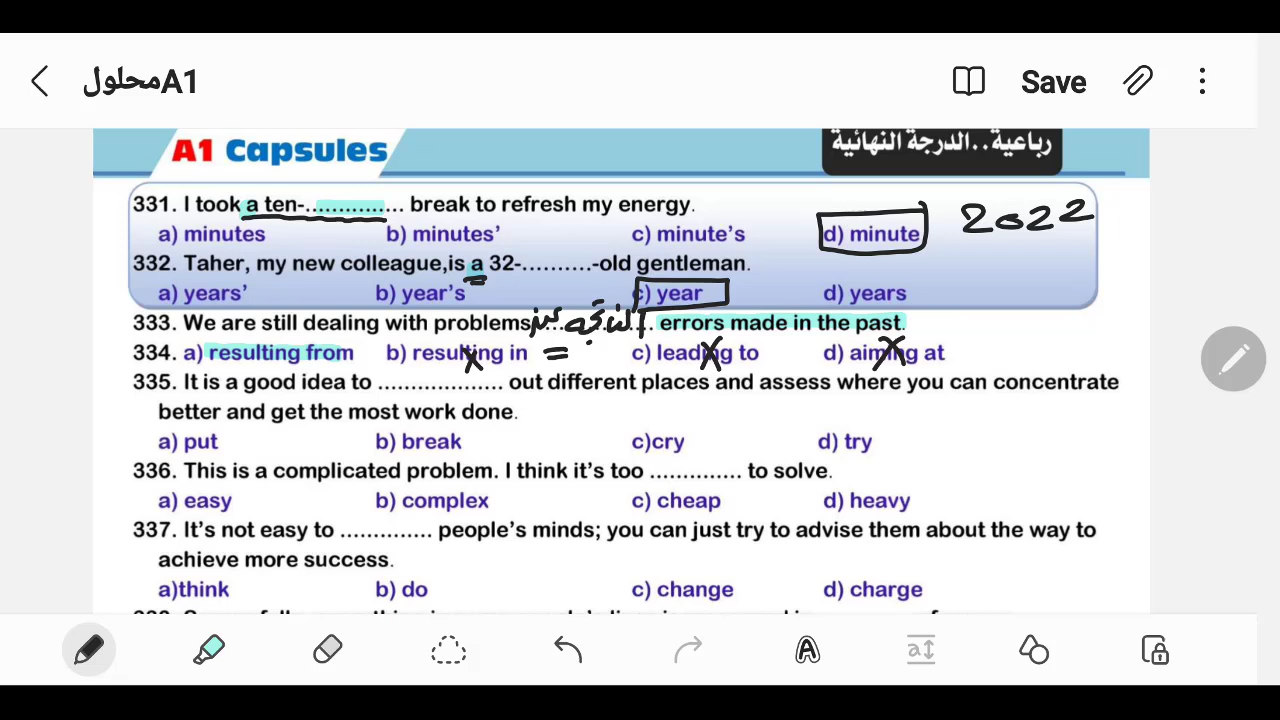 A1محلول
Save
A1 Capsules
رباعية..الدرجة النهائية
331. I took a ten-................ break to refresh my energy.
a) minutes b) minutes’ c) minute’s d) minute
2022
332. Taher, my new colleague,is a 32-..........-old gentleman.
a) years’ b) year’s c) year d) years
333. We are still dealing with problems errors made in the past.
334. a) resulting from b) resulting in c) leading to d) aiming at
335. It is a good idea to ................... out different places and assess where you can concentrate
better and get the most work done.
a) put b) break c)cry d) try
336. This is a complicated problem. I think it’s too .............. to solve.
a) easy b) complex c) cheap d) heavy
337. It’s not easy to .............. people’s minds; you can just try to advise them about the way to
achieve more success.
a)think b) do c) change d) charge